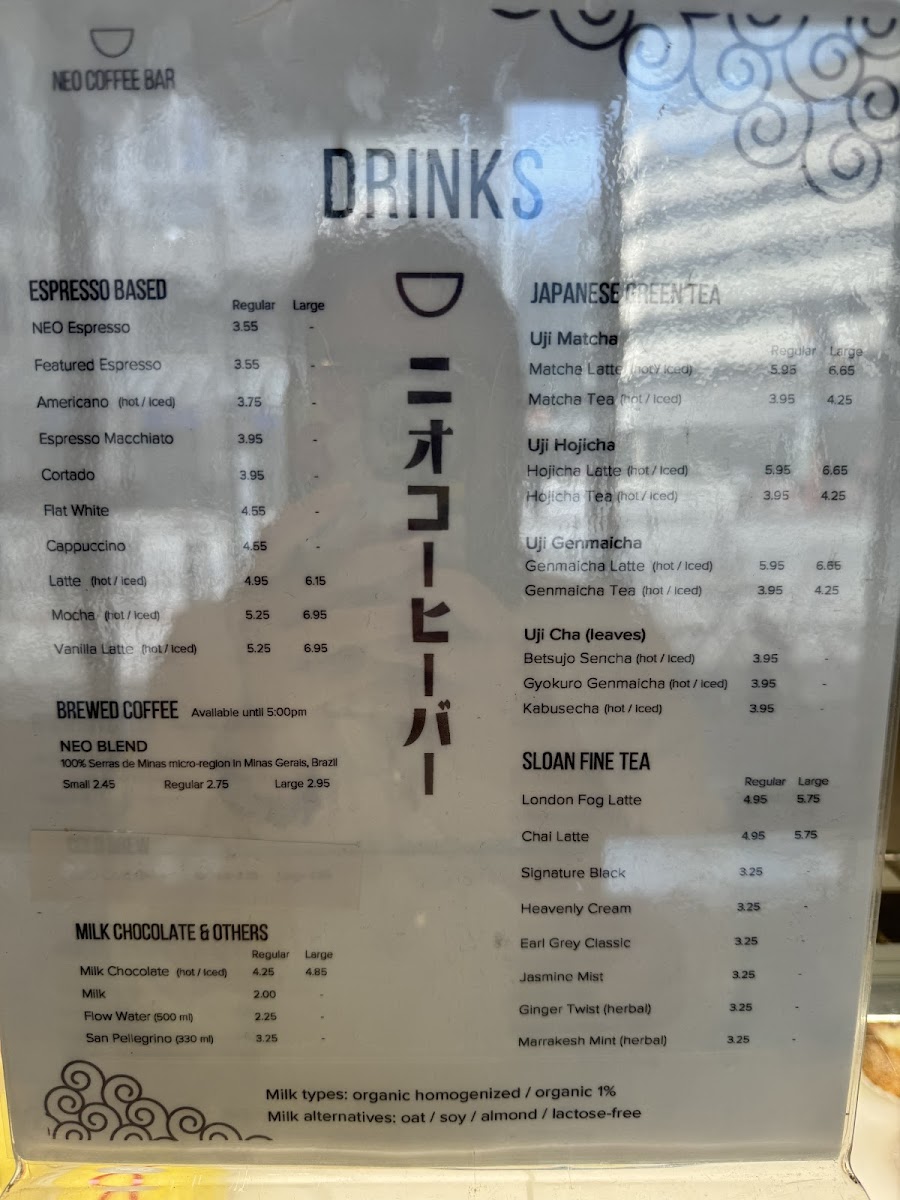 NEO COFFEE BAR
DRINKS
ニオコーヒーバー
ESPRESSO BASED
Regular Large
NEO Espresso 3.55 -
Featured Espresso 3.55 -
Americano (hot / iced) 3.75 -
Espresso Macchiato 3.95 -
Cortado 3.95 -
Flat White 4.55 -
Cappuccino 4.55 -
Latte (hot / iced) 4.95 6.15
Mocha (hot / iced) 5.25 6.95
Vanilla Latte (hot / iced) 5.25 6.95
BREWED COFFEE Available until 5:00pm
NEO BLEND
100% Serras de Minas micro-region in Minas Gerais, Brazil
Small 2.45 Regular 2.75 Large 2.95
MILK CHOCOLATE & OTHERS
Regular Large
Milk Chocolate (hot / iced) 4.25 4.85
Milk 2.00 -
Flow Water (500 ml) 2.25 -
San Pellegrino (330 ml) 3.25 -
JAPANESE GREEN TEA
Uji Matcha
Regular Large
Matcha Latte (hot / iced) 5.95 6.65
Matcha Tea (hot / iced) 3.95 4.25
Uji Hojicha
Hojicha Latte (hot / iced) 5.95 6.65
Hojicha Tea (hot / iced) 3.95 4.25
Uji Genmaicha
Genmaicha Latte (hot / iced) 5.95 6.65
Genmaicha Tea (hot / iced) 3.95 4.25
Uji Cha (leaves)
Betsujo Sencha (hot / iced) 3.95 -
Gyokuro Genmaicha (hot / iced) 3.95 -
Kabusecha (hot / iced) 3.95 -
SLOAN FINE TEA
Regular Large
London Fog Latte 4.95 5.75
Chai Latte 4.95 5.75
Signature Black 3.25 -
Heavenly Cream 3.25 -
Earl Grey Classic 3.25 -
Jasmine Mist 3.25 -
Ginger Twist (herbal) 3.25 -
Marrakesh Mint (herbal) 3.25 -
Milk types: organic homogenized / organic 1%
Milk alternatives: oat / soy / almond / lactose-free